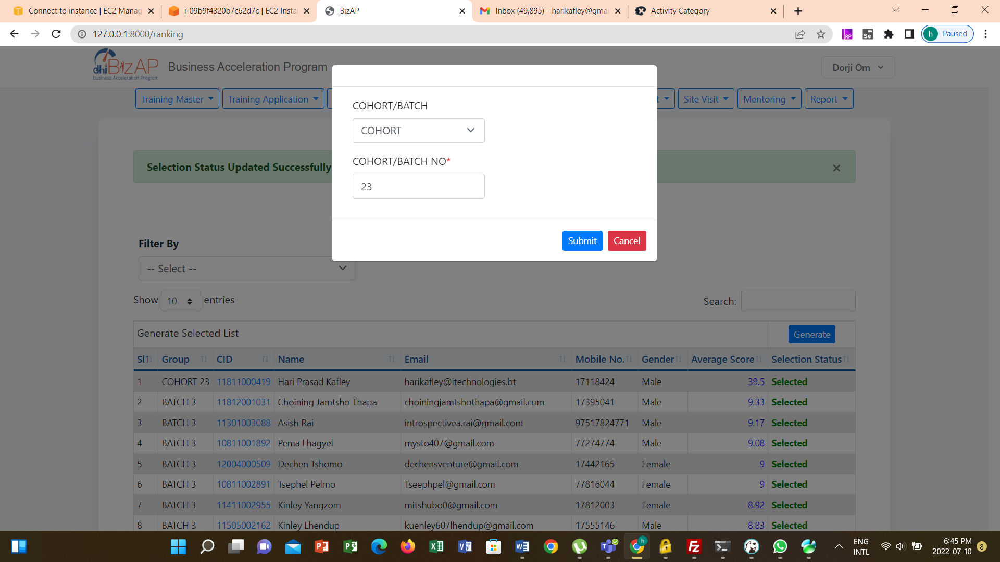 Connect to instance | EC2 Manag
i-09b9f4320b7c62d7c | EC2 Insta
BizAP
Inbox (49,895) - harikafley@gmai
Activity Category
127.0.0.1:8000/ranking
RP
Se
h Paused
dhi BizAP
Business Acceleration Program
Business Acceleration Program
Dorji Om
Training Master
Training Application
t
Site Visit
Mentoring
Report
COHORT/BATCH
COHORT
COHORT/BATCH NO*
23
Submit Cancel
Selection Status Updated Successfully
Filter By
-- Select --
Show 10 entries
Search:
Generate Selected List Generate
Sl Group CID Name Email Mobile No. Gender Average Score Selection Status
1 COHORT 23 11811000419 Hari Prasad Kafley harikafley@itechnologies.bt 17118424 Male 39.5 Selected
2 BATCH 3 11812001031 Choining Jamtsho Thapa choiningjamtshothapa@gmail.com 17395041 Male 9.33 Selected
3 BATCH 3 11301003088 Asish Rai introspectivea.rai@gmail.com 97517824771 Male 9.17 Selected
4 BATCH 3 10811001892 Pema Lhagyel mysto407@gmail.com 77274774 Male 9.08 Selected
5 BATCH 3 12004000509 Dechen Tshomo dechensventure@gmail.com 17442165 Female 9 Selected
6 BATCH 3 10811002891 Tsephel Pelmo Tseephpel@gmail.com 77816044 Female 9 Selected
7 BATCH 3 11411002955 Kinley Yangzom mitshubo0@gmail.com 17812003 Female 8.92 Selected
8 BATCH 3 11505002162 Kinley Lhendup kuenley607lhendup@gmail.com 17555146 Male 8.83 Selected
ENG
INTL
6:45 PM
2022-07-10
8